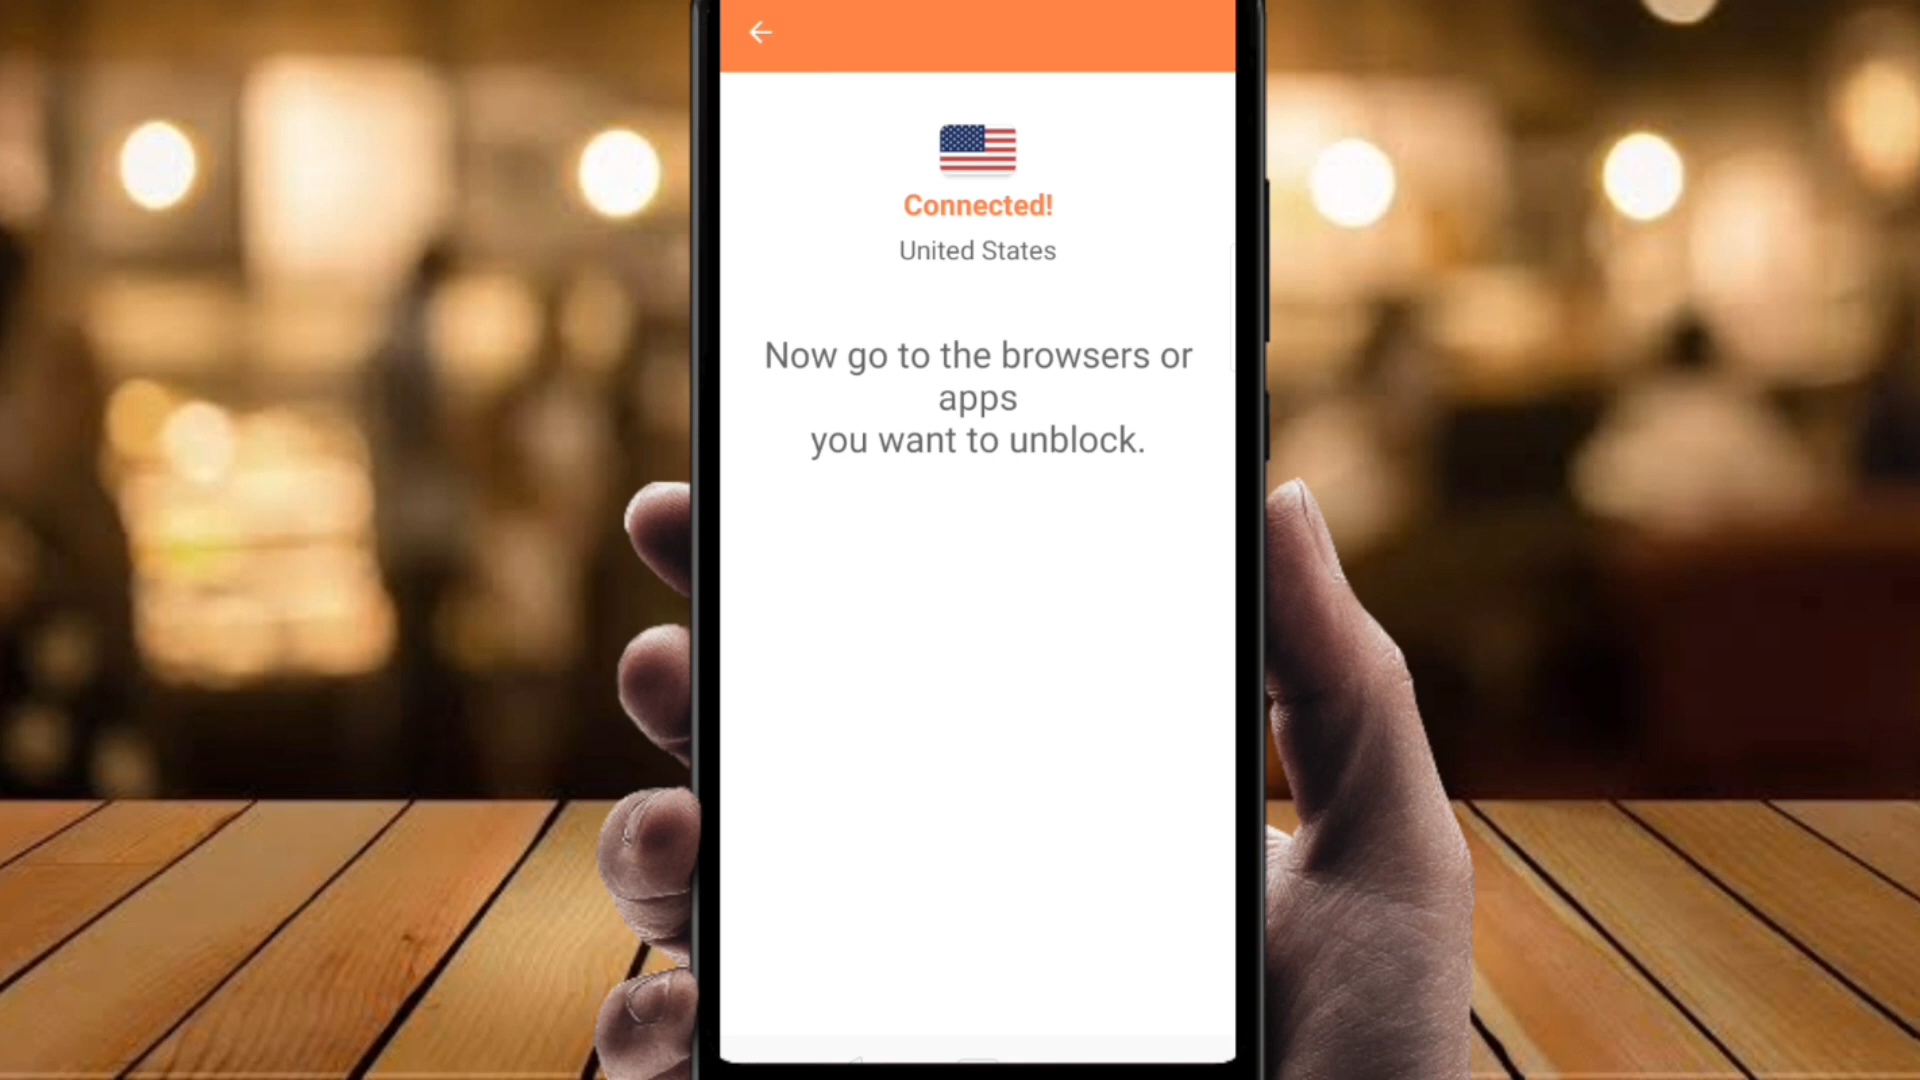 Connected!
United States
Now go to the browsers or
apps
you want to unblock.